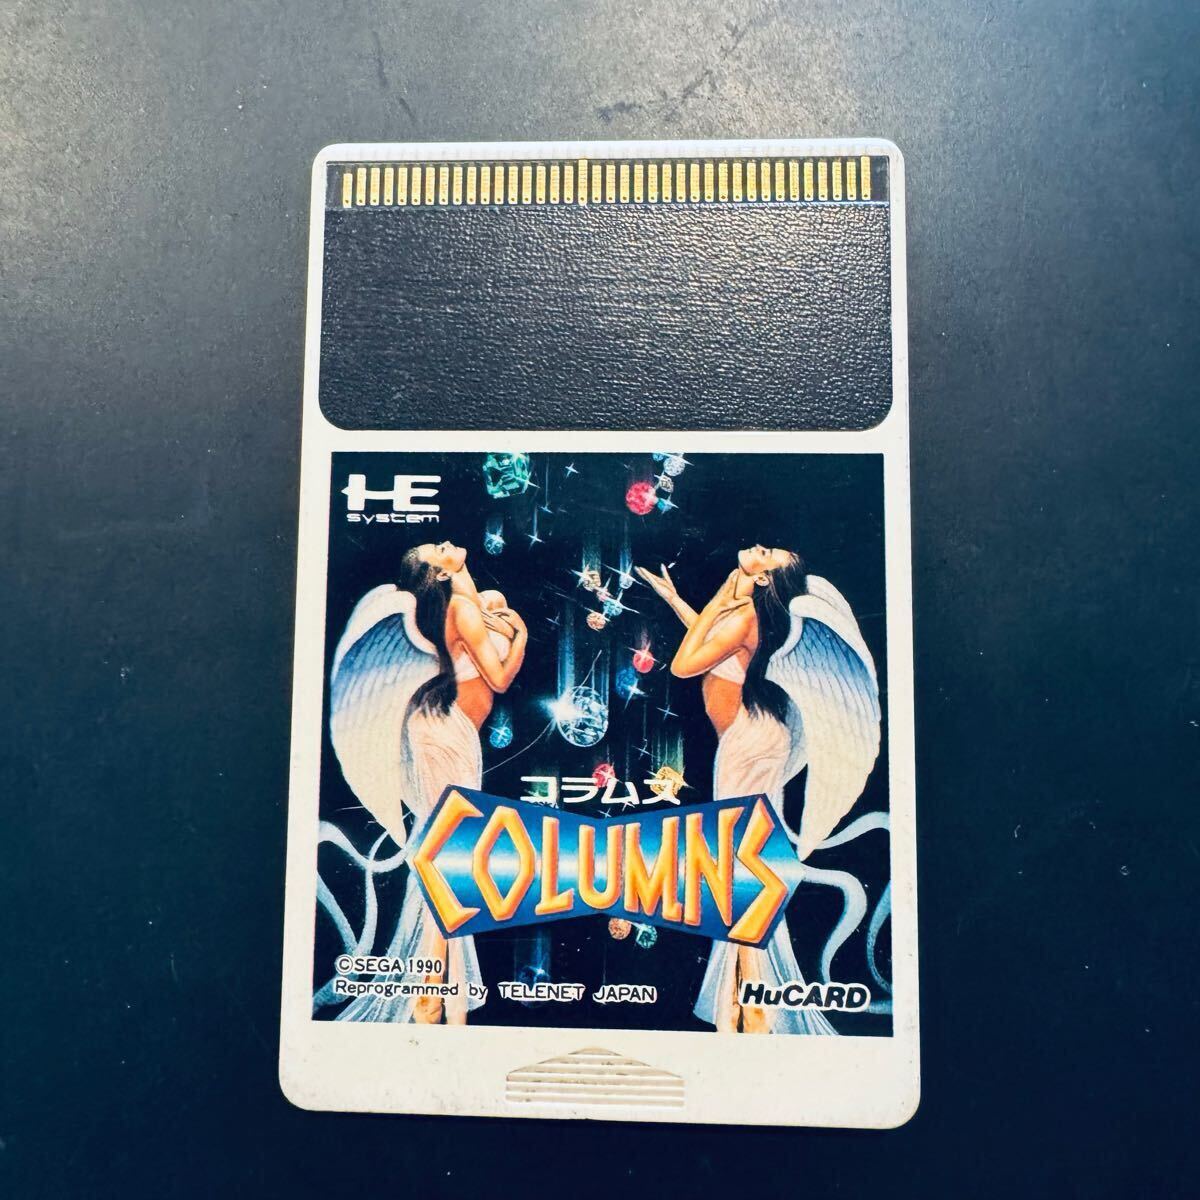 HE
system
コラムス
COLUMNS
©SEGA 1990
Reprogrammed by TELENET JAPAN
HuCARD